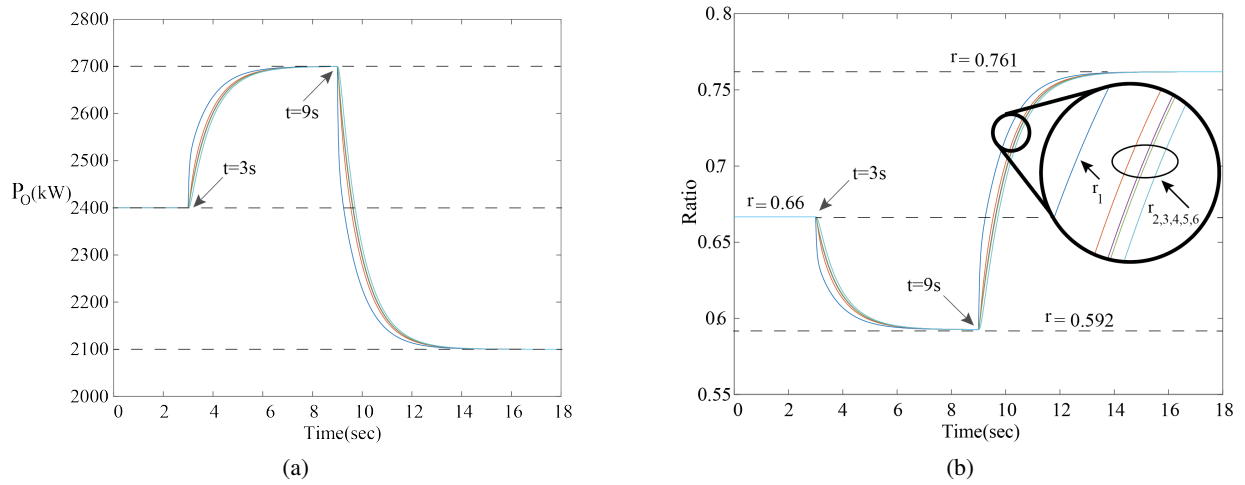 2800
2700
2600
2500
2400
2300
2200
2100
2000
P_O(kW)
t=3s
t=9s
0 2 4 6 8 10 12 14 16 18
Time(sec)
(a)
0.8
0.75
0.7
0.65
0.6
0.55
Ratio
r = 0.761
r = 0.66
t=3s
t=9s
r = 0.592
r_1
r_2,3,4,5,6
0 2 4 6 8 10 12 14 16 18
Time(sec)
(b)